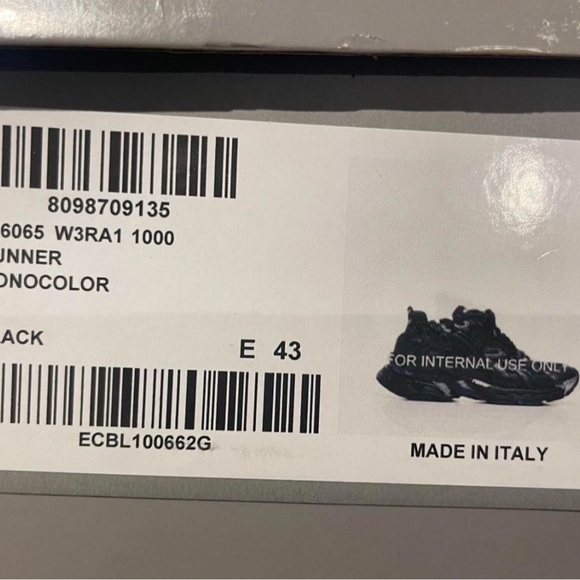 8098709135
6065 W3RA1 1000
UNNER
ONOCOLOR
ACK
E 43
ECBL100662G
FOR INTERNAL USE ONLY
MADE IN ITALY